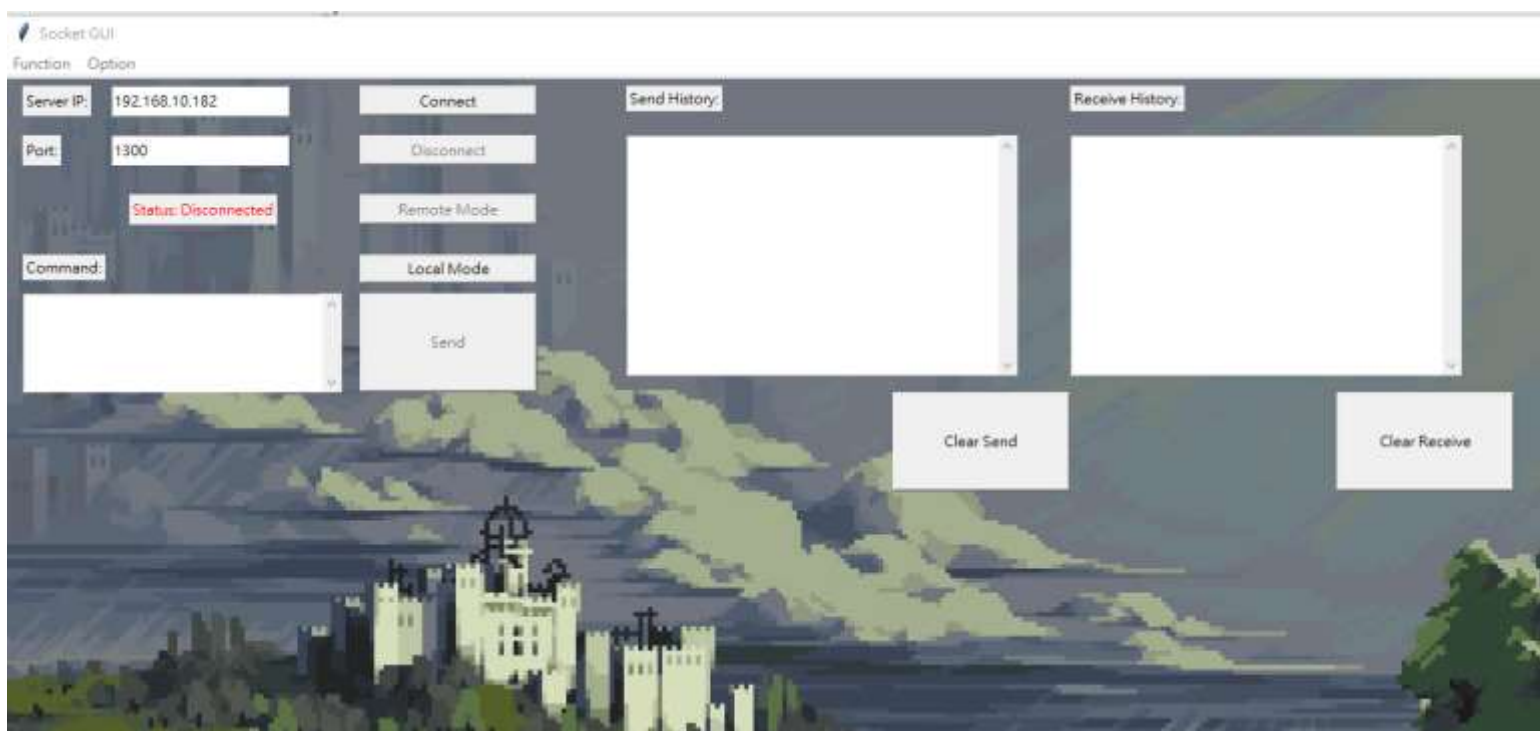 Socket GUI
Function Option
Server IP: 192.168.10.182 Connect Send History: Receive History:
Port: 1300 Disconnect
Status: Disconnected Remote Mode
Command: Local Mode
Send
Clear Send Clear Receive